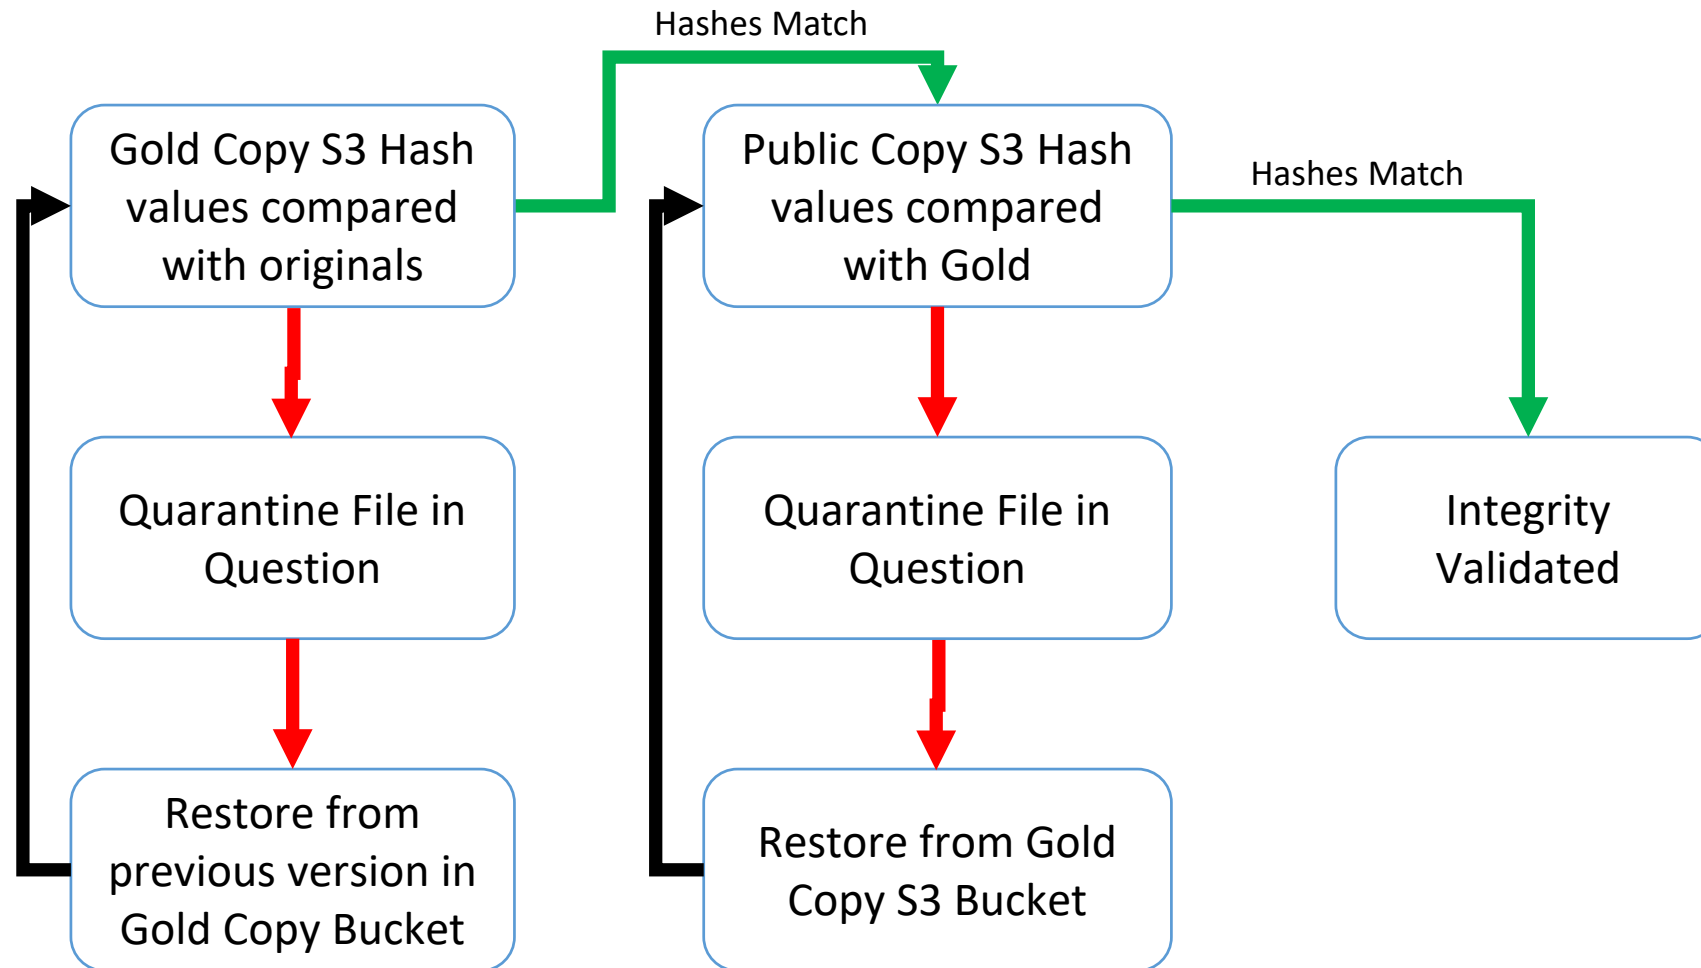 Hashes Match
Gold Copy S3 Hash
values compared
with originals
Public Copy S3 Hash
values compared
with Gold
Hashes Match
Quarantine File in
Question
Quarantine File in
Question
Integrity
Validated
Restore from
previous version in
Gold Copy Bucket
Restore from Gold
Copy S3 Bucket